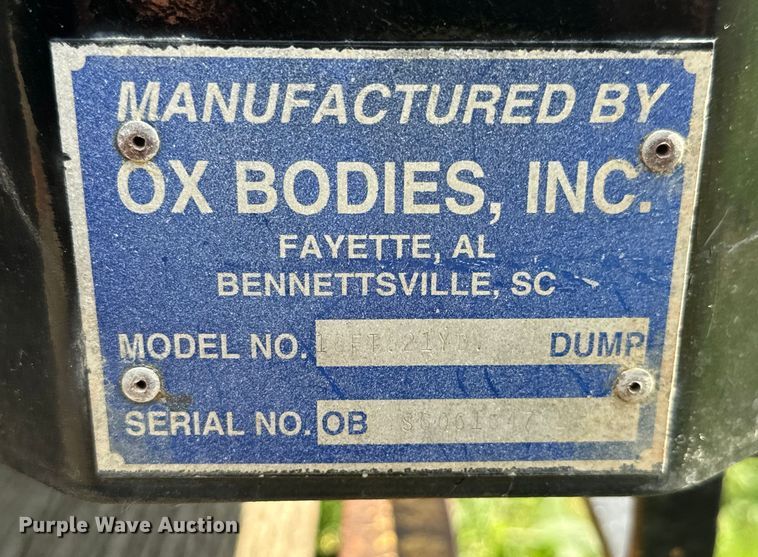 MANUFACTURED BY
OX BODIES, INC.
FAYETTE, AL
BENNETTSVILLE, SC
MODEL NO. DUMP
SERIAL NO. OB
Purple Wave Auction